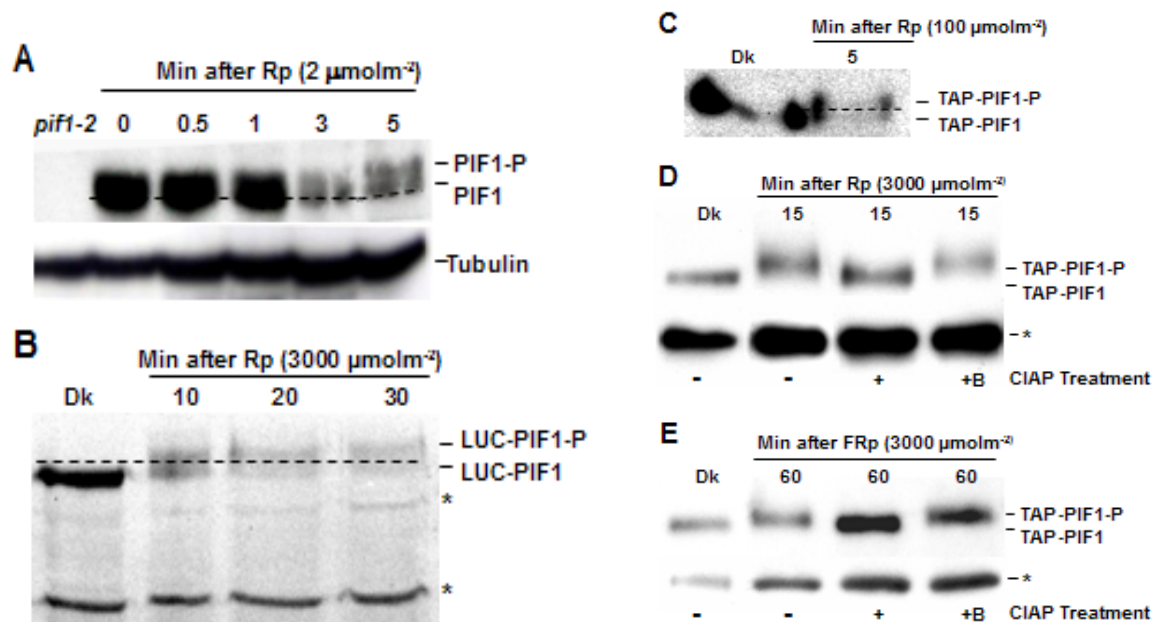 A
Min after Rp (2 µmolm⁻²)
pif1-2 0 0.5 1 3 5
PIF1-P
PIF1
Tubulin
B
Min after Rp (3000 µmolm⁻²)
Dk 10 20 30
LUC-PIF1-P
LUC-PIF1
*
*
C
Min after Rp (100 µmolm⁻²)
Dk 5
TAP-PIF1-P
TAP-PIF1
D
Min after Rp (3000 µmolm⁻²)
Dk 15 15 15
TAP-PIF1-P
TAP-PIF1
*
- - + +B CIAP Treatment
E
Min after FRp (3000 µmolm⁻²)
Dk 60 60 60
TAP-PIF1-P
TAP-PIF1
*
- - + +B CIAP Treatment